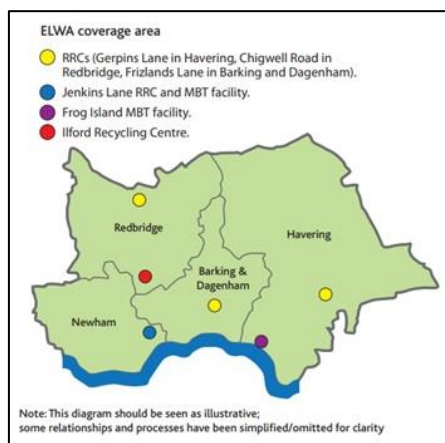 ELWA coverage area
RRCs (Gerpins Lane in Havering, Chigwell Road in
Redbridge, Frizlands Lane in Barking and Dagenham).
Jenkins Lane RRC and MBT facility.
Frog Island MBT facility.
Ilford Recycling Centre.
Redbridge
Havering
Barking &
Dagenham
Newham
Note: This diagram should be seen as illustrative;
some relationships and processes have been simplified/omitted for clarity